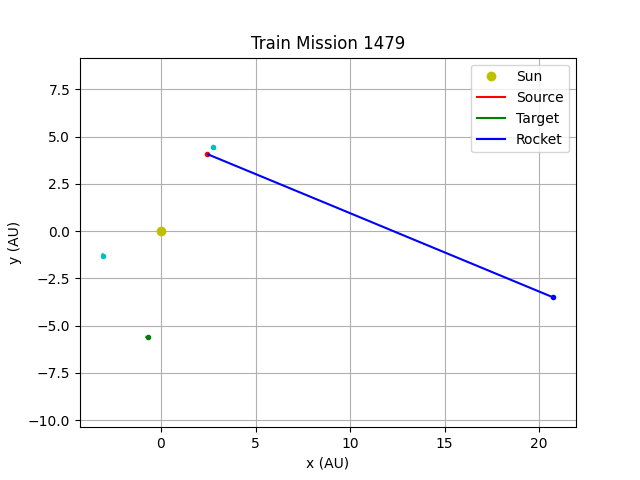 Train Mission 1479
Sun
Source
Target
Rocket
7.5
5.0
2.5
0.0
−2.5
−5.0
−7.5
−10.0
y (AU)
0 5 10 15 20
x (AU)